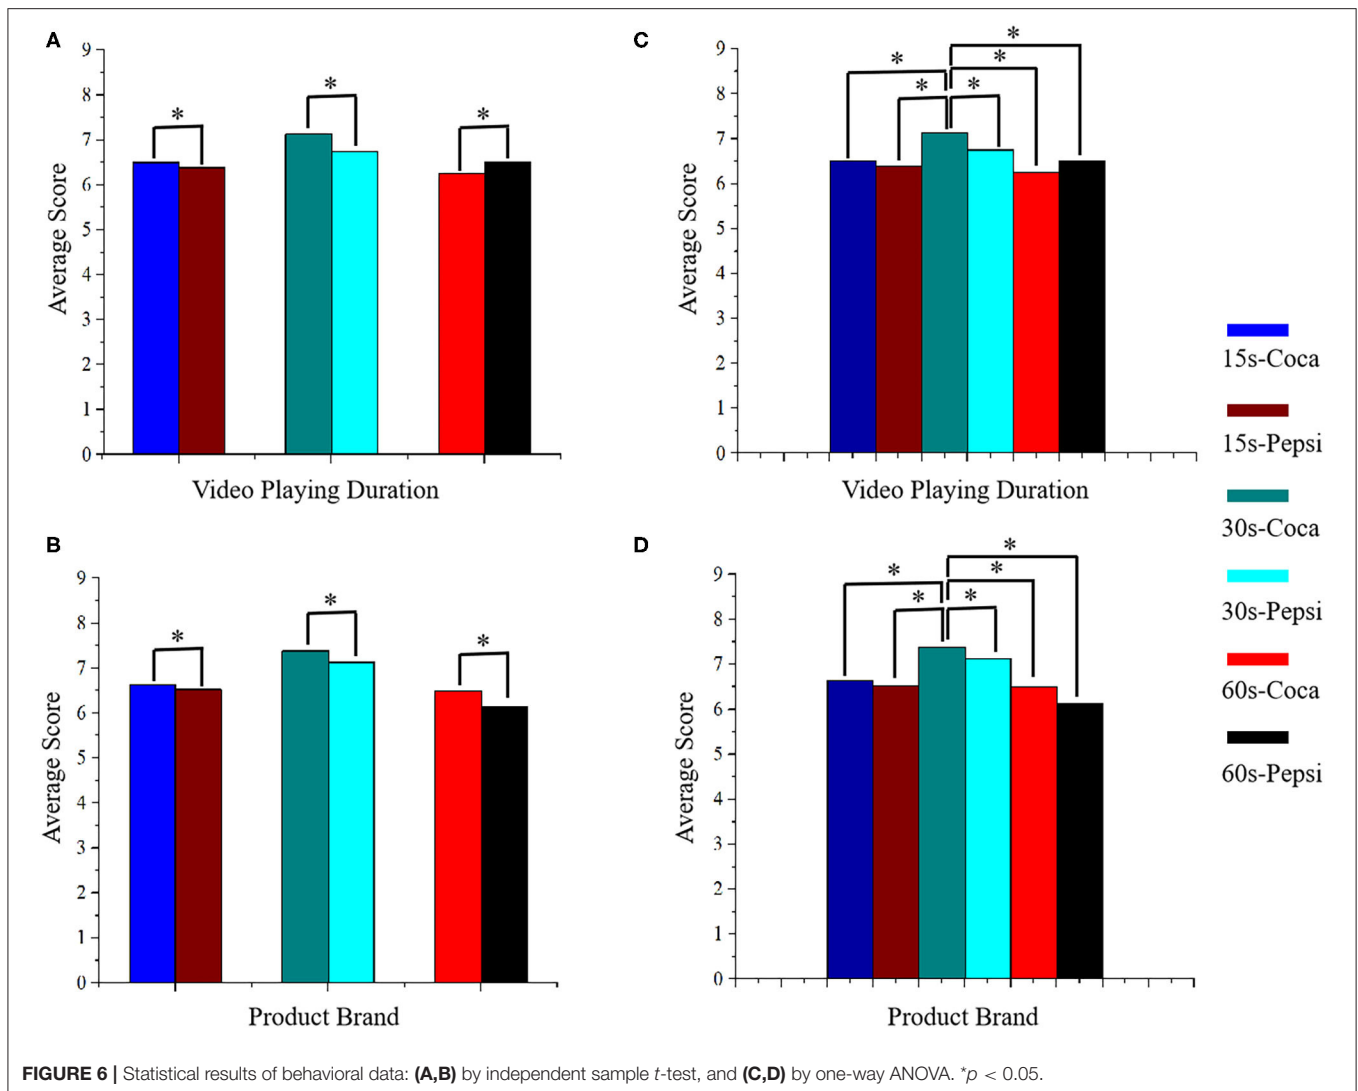 A
9
8
7
6
5
4
3
2
1
0
Average Score
*
*
*
Video Playing Duration
C
9
8
7
6
5
4
3
2
1
0
Average Score
*
*
*
*
*
Video Playing Duration
B
9
8
7
6
5
4
3
2
1
0
Average Score
*
*
*
Product Brand
D
9
8
7
6
5
4
3
2
1
0
Average Score
*
*
*
*
*
Product Brand
15s-Coca
15s-Pepsi
30s-Coca
30s-Pepsi
60s-Coca
60s-Pepsi
FIGURE 6 | Statistical results of behavioral data: (A,B) by independent sample t-test, and (C,D) by one-way ANOVA. *p < 0.05.